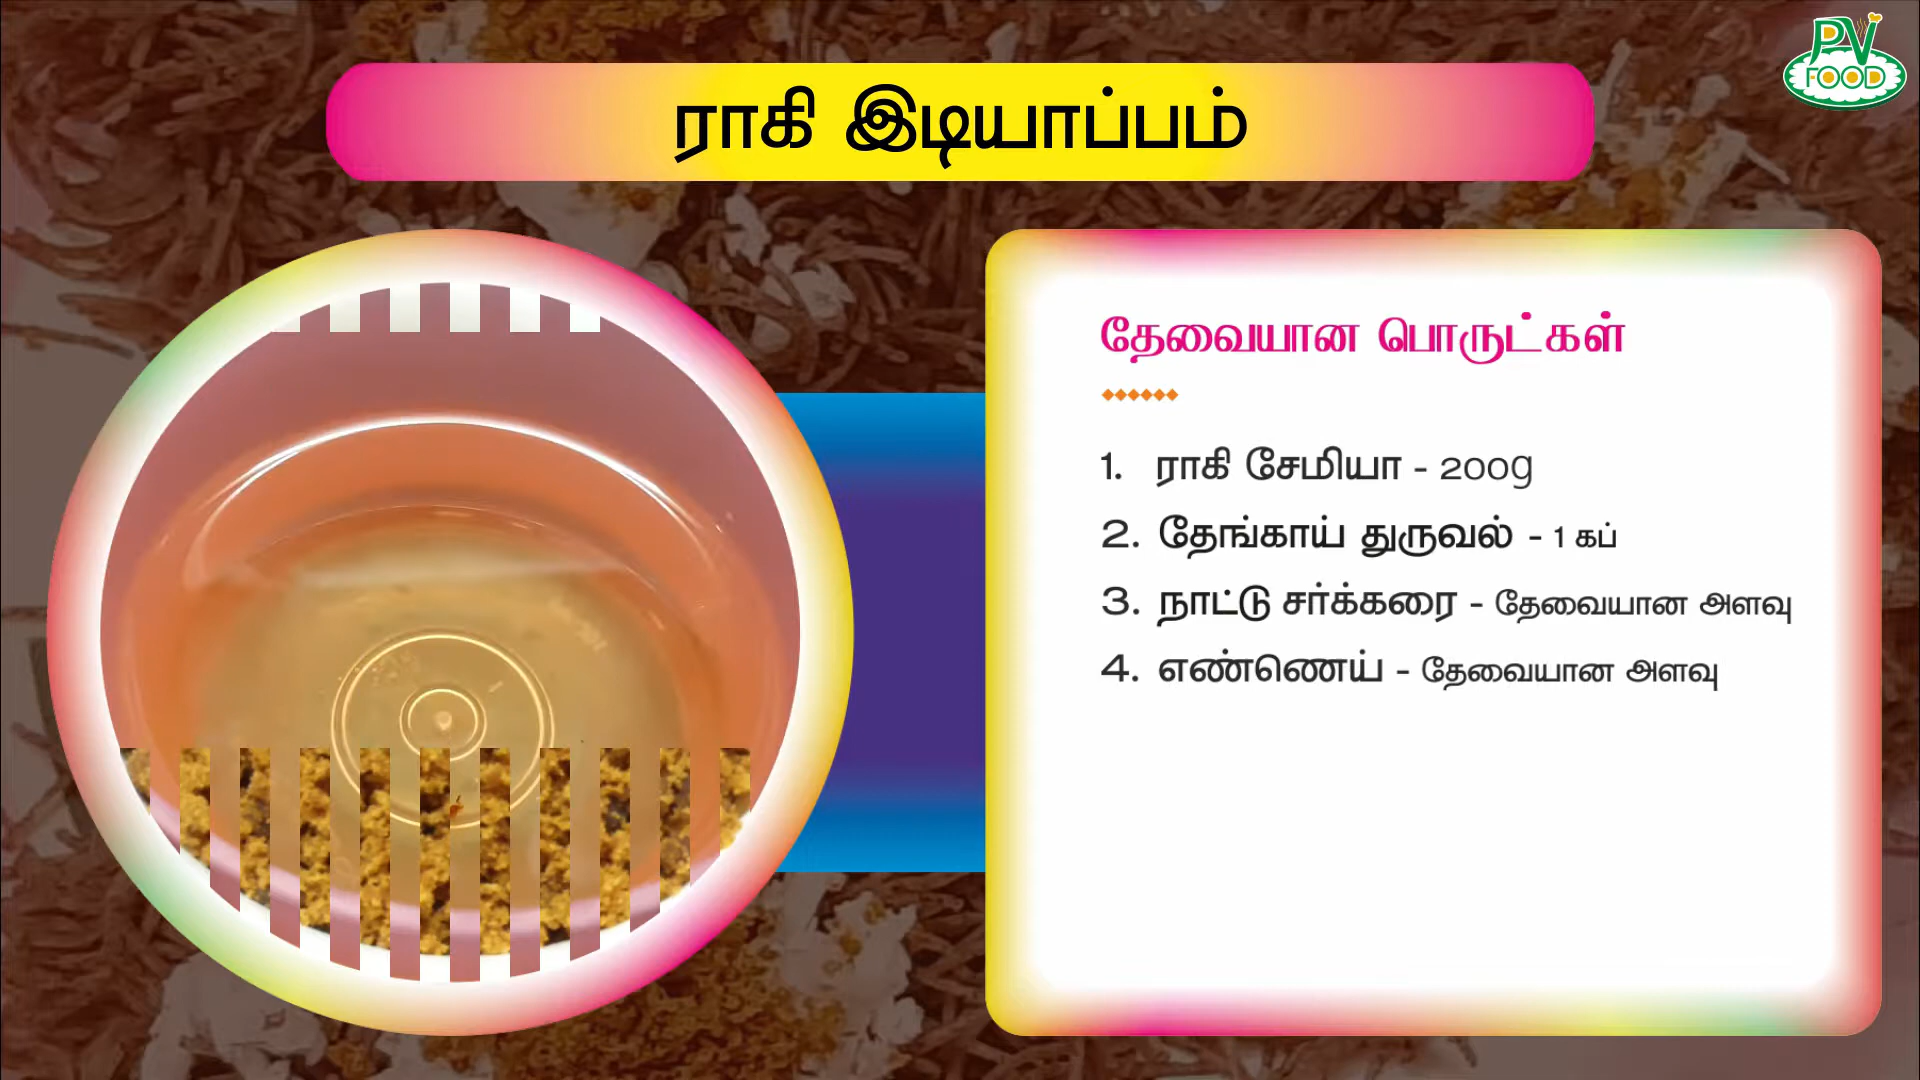 PV
FOOD
ராகி இடியாப்பம்
தேவையான பொருட்கள்
1. ராகி சேமியா - 200g
2. தேங்காய் துருவல் - 1 கப்
3. நாட்டு சர்க்கரை - தேவையான அளவு
4. எண்ணெய் - தேவையான அளவு